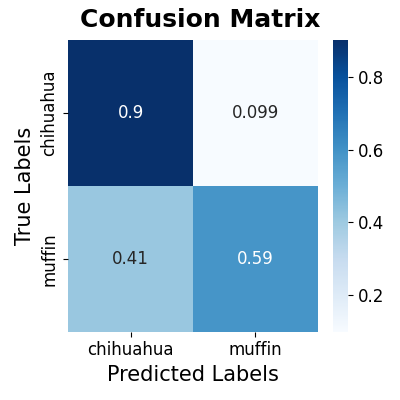 Confusion Matrix
True Labels
chihuahua
0.9
0.099
muffin
0.41
0.59
chihuahua
muffin
Predicted Labels
0.8
0.6
0.4
0.2